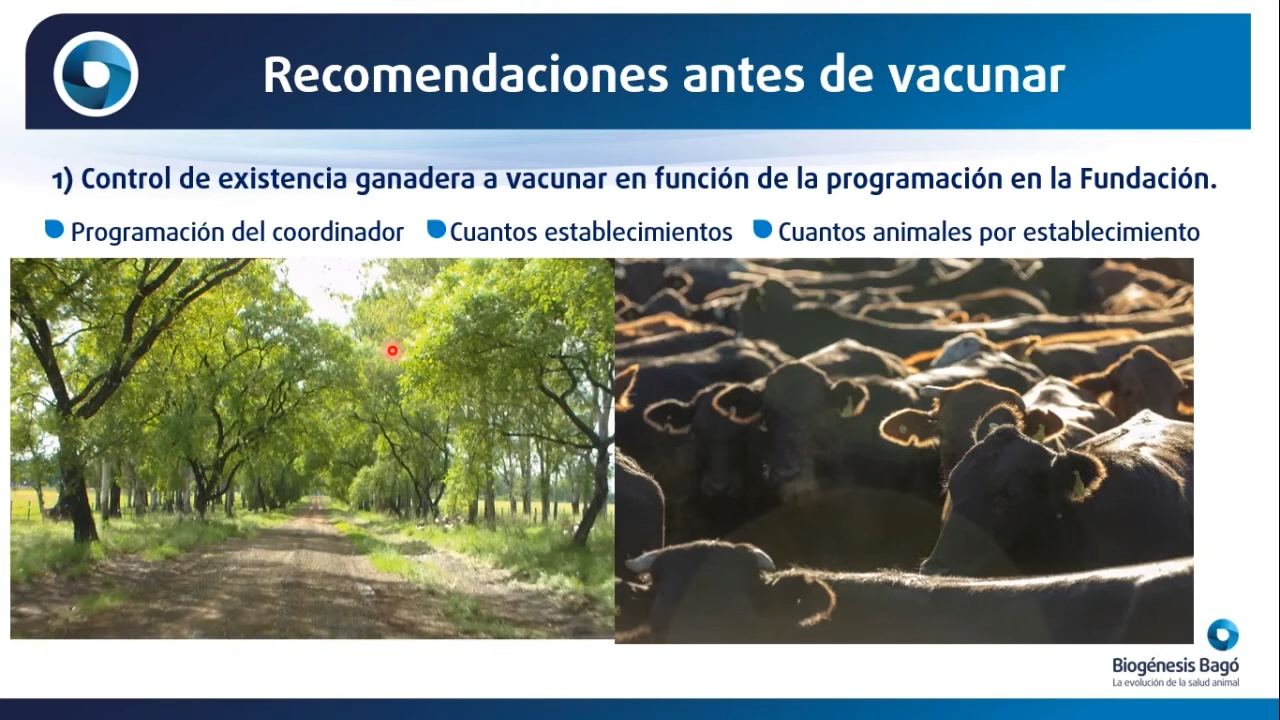 Recomendaciones antes de vacunar
1) Control de existencia ganadera a vacunar en función de la programación en la Fundación.
Programación del coordinador Cuantos establecimientos Cuantos animales por establecimiento
Biogénesis Bagó
La evolución de la salud animal